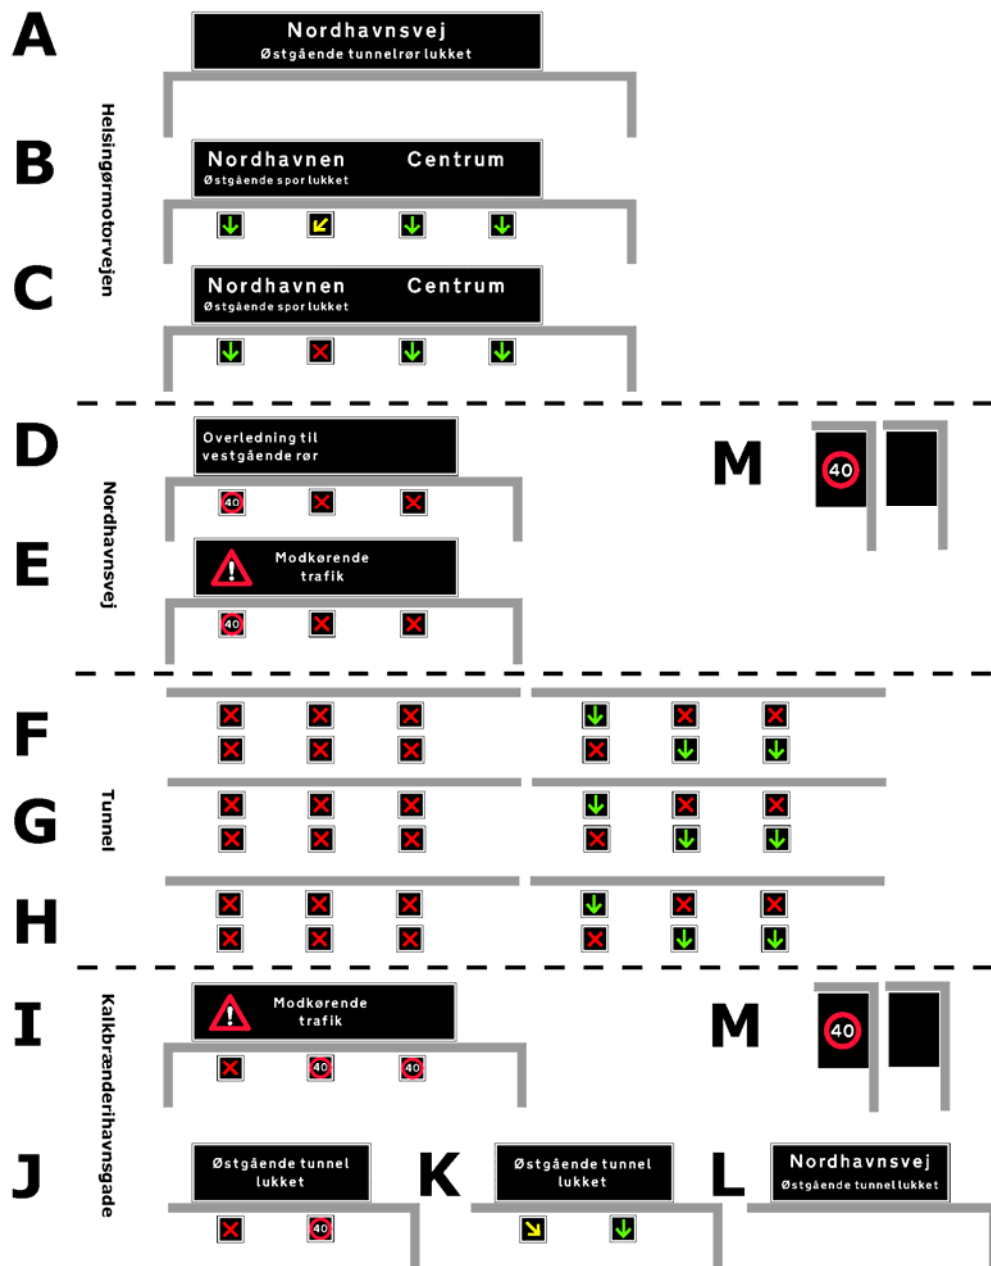 A
Nordhavnsvej
Østgående tunnelrør lukket
Helsingørmotorvejen
B
Nordhavnen Centrum
Østgående spor lukket
C
Nordhavnen Centrum
Østgående spor lukket
D
Overledning til
vestgående rør
40
M
40
Nordhavnsvej
E
! Modkørende
trafik
40
F
Tunnel
G
H
I
! Modkørende
trafik
40 40
M
40
Kalkbrænderihavnsgade
J
Østgående tunnel
lukket
40
K
Østgående tunnel
lukket
L
Nordhavnsvej
Østgående tunnel lukket